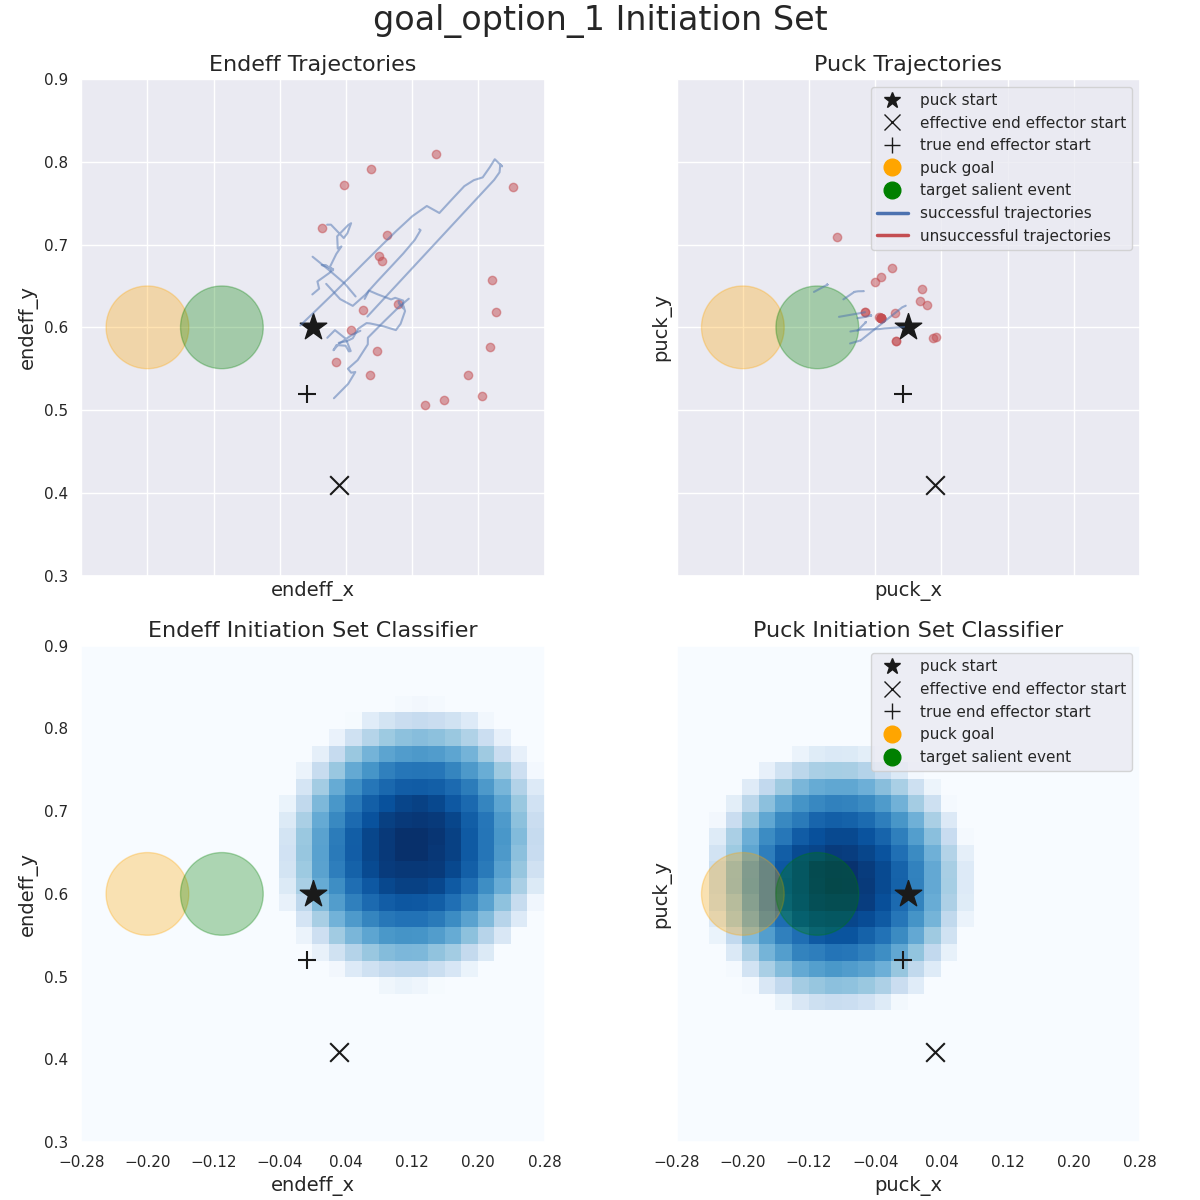 goal_option_1 Initiation Set
Endeff Trajectories
Puck Trajectories
0.9
0.8
0.7
0.6
0.5
0.4
0.3
endeff_y
endeff_x
puck_y
puck_x
puck start
effective end effector start
true end effector start
puck goal
target salient event
successful trajectories
unsuccessful trajectories
Endeff Initiation Set Classifier
Puck Initiation Set Classifier
0.9
0.8
0.7
0.6
0.5
0.4
0.3
endeff_y
−0.28 −0.20 −0.12 −0.04 0.04 0.12 0.20 0.28
endeff_x
puck_y
puck start
effective end effector start
true end effector start
puck goal
target salient event
−0.28 −0.20 −0.12 −0.04 0.04 0.12 0.20 0.28
puck_x